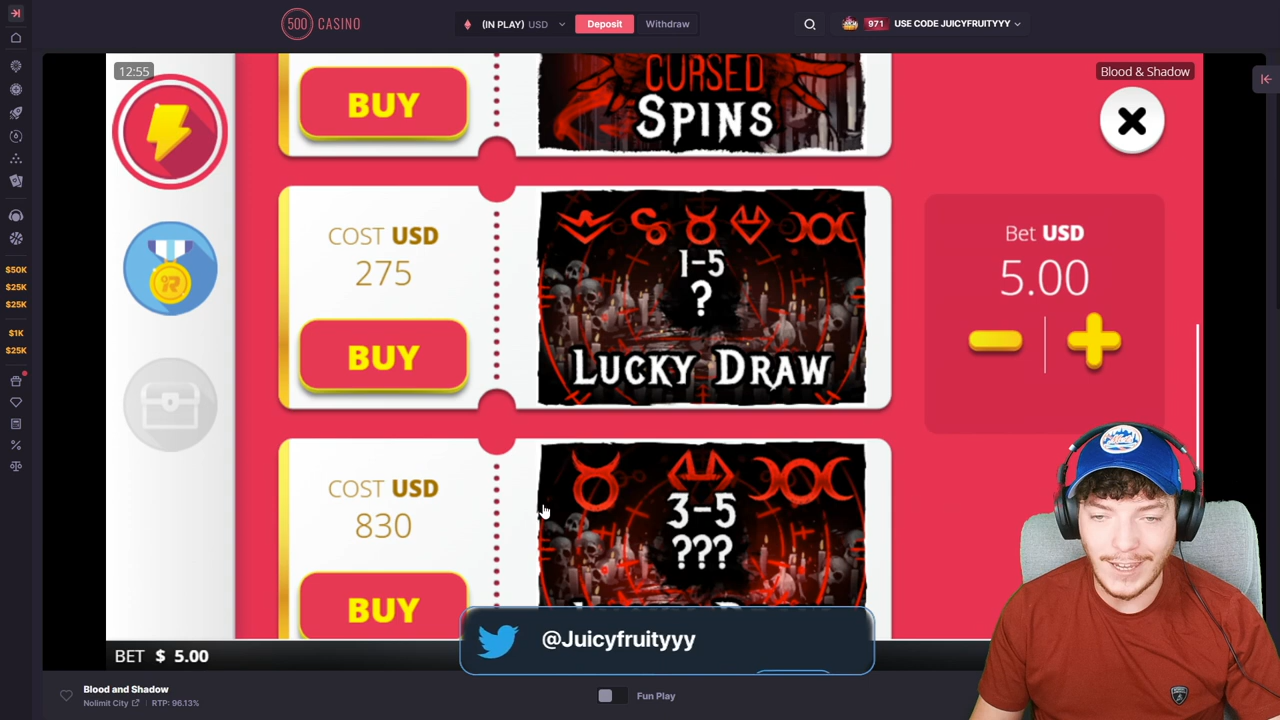 500 CASINO
(IN PLAY) USD
Deposit
Withdraw
971
USE CODE JUICYFRUITYYY
12:55
Blood & Shadow
BUY
CURSED
SPINS
COST USD
275
BUY
1-5
?
LUCKY DRAW
Bet USD
5.00
COST USD
830
BUY
3-5
???
$50K
$25K
$25K
$1K
$25K
@Juicyfruityyy
BET $ 5.00
Blood and Shadow
Nolimit City
RTP: 96.13%
Fun Play